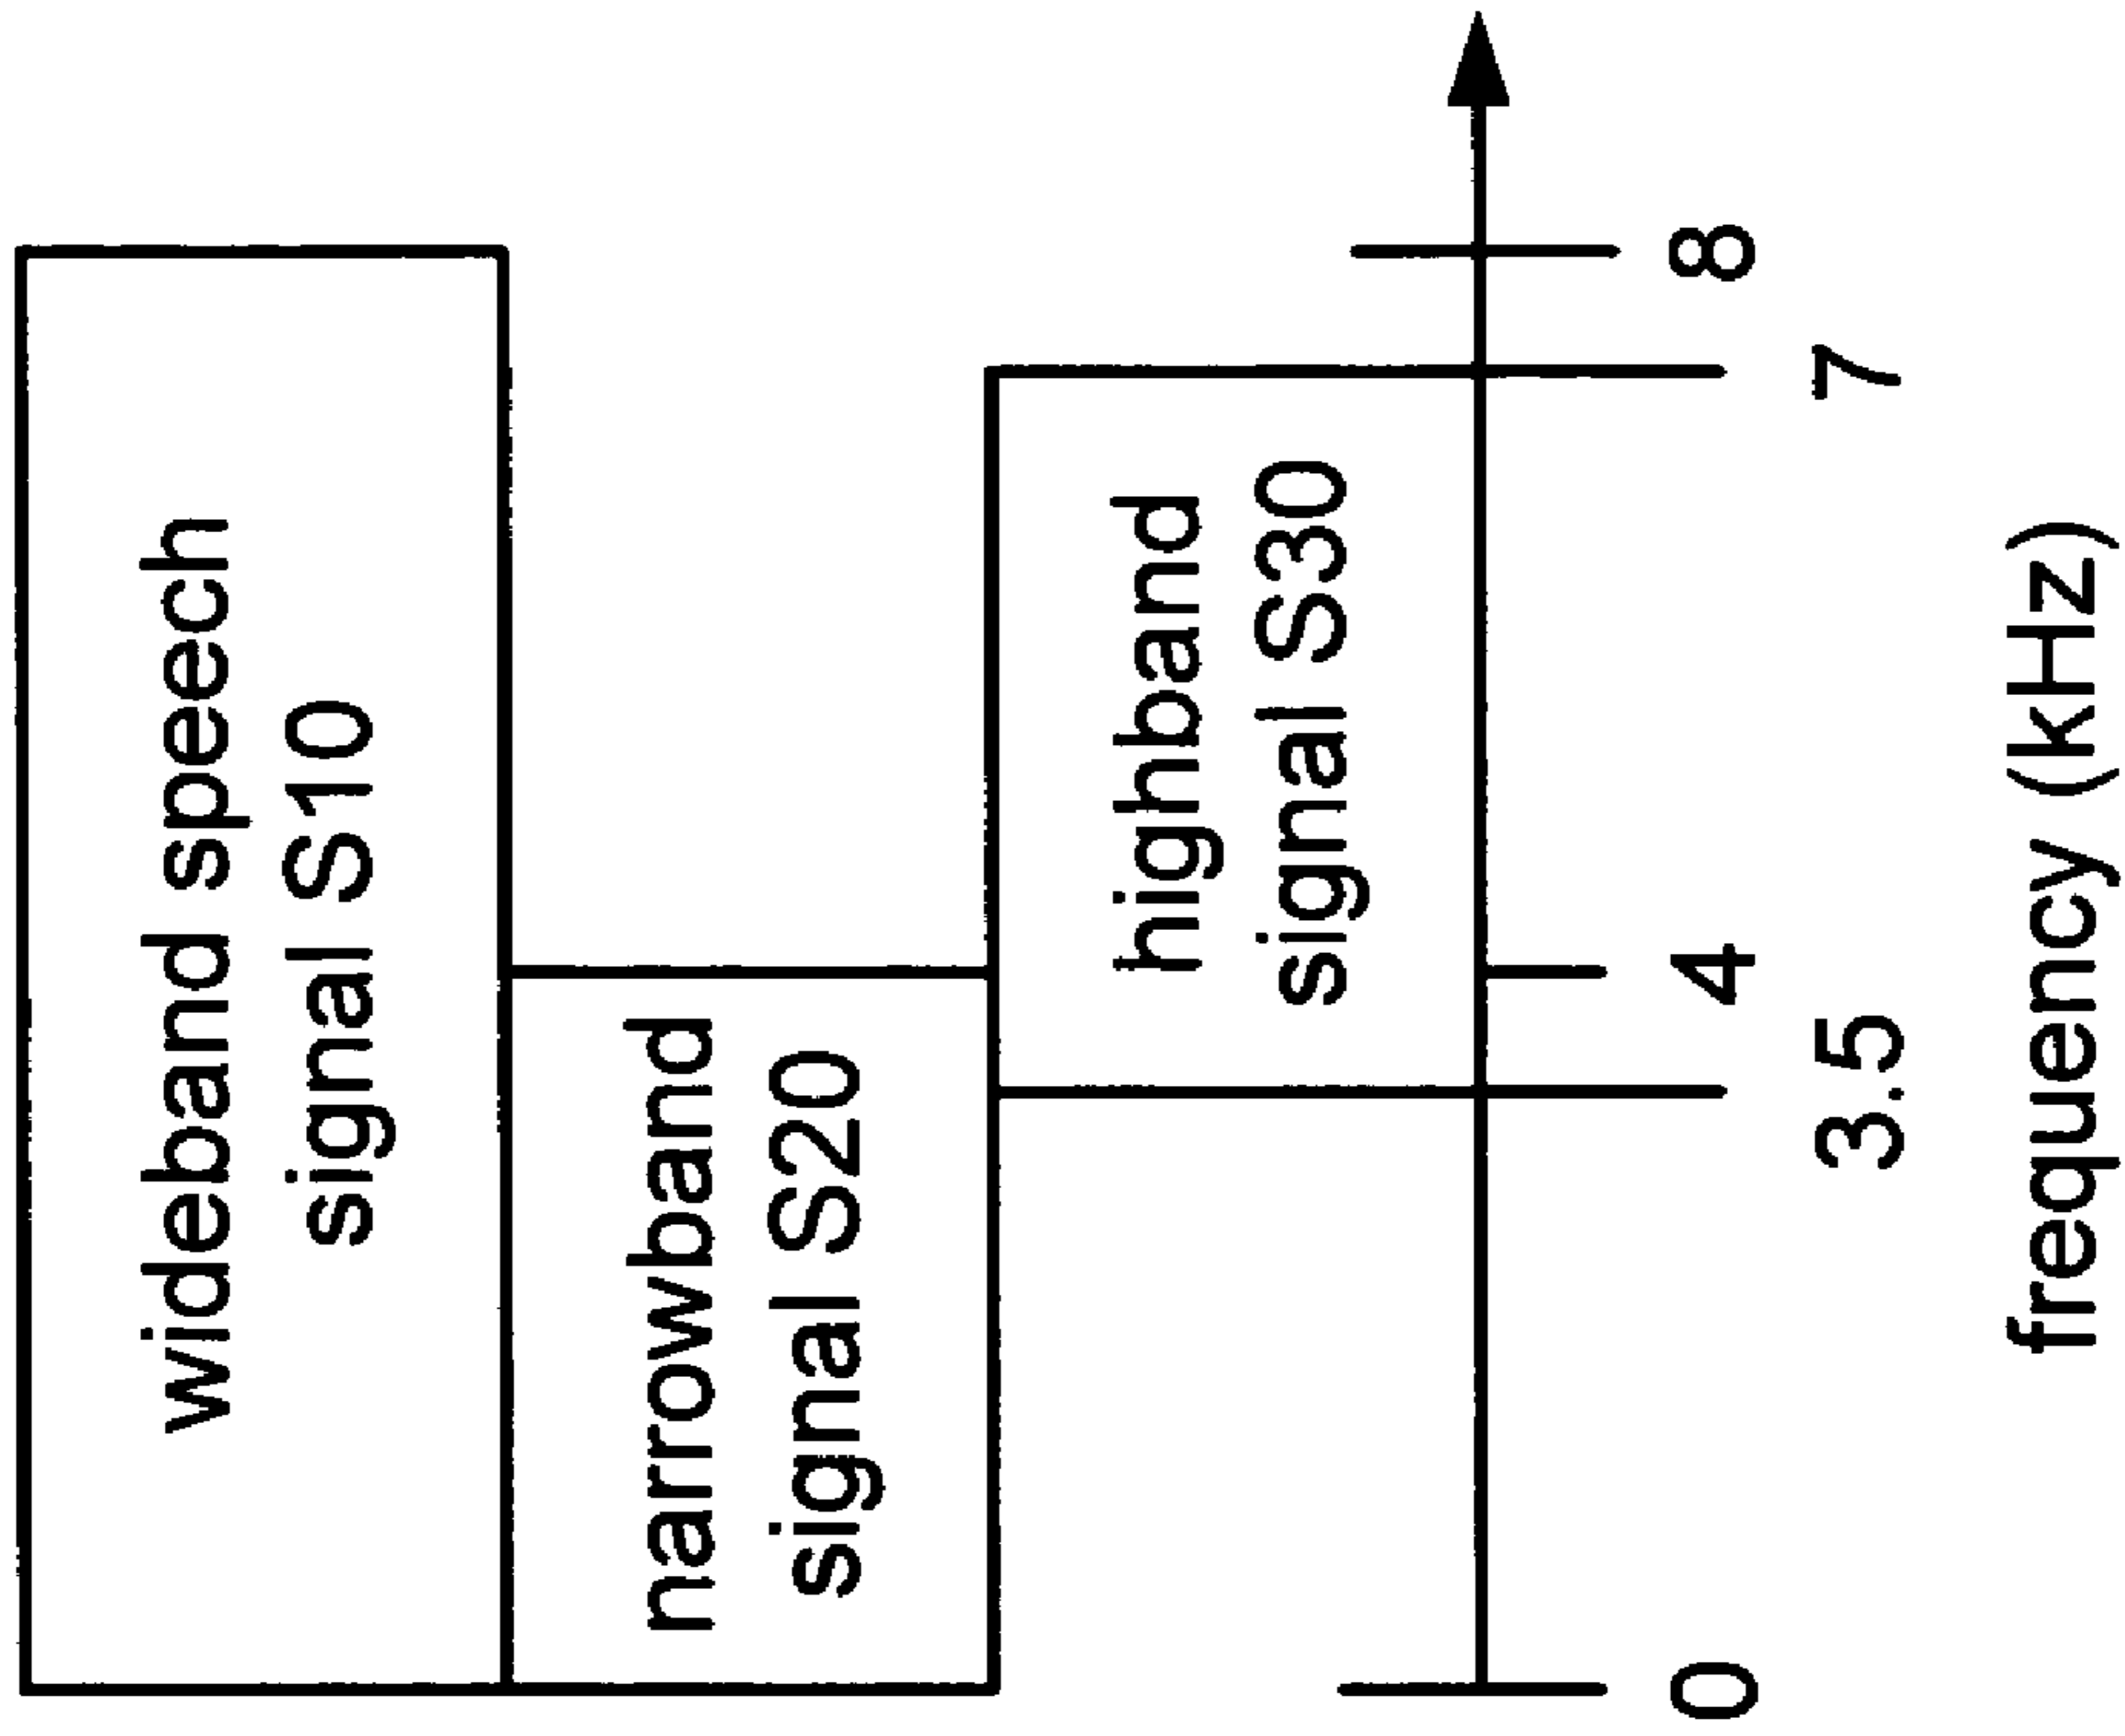 wideband speech
signal S10
narrowband
signal S20
highband
signal S30
0 4 8
3.5 7
frequency (kHz)